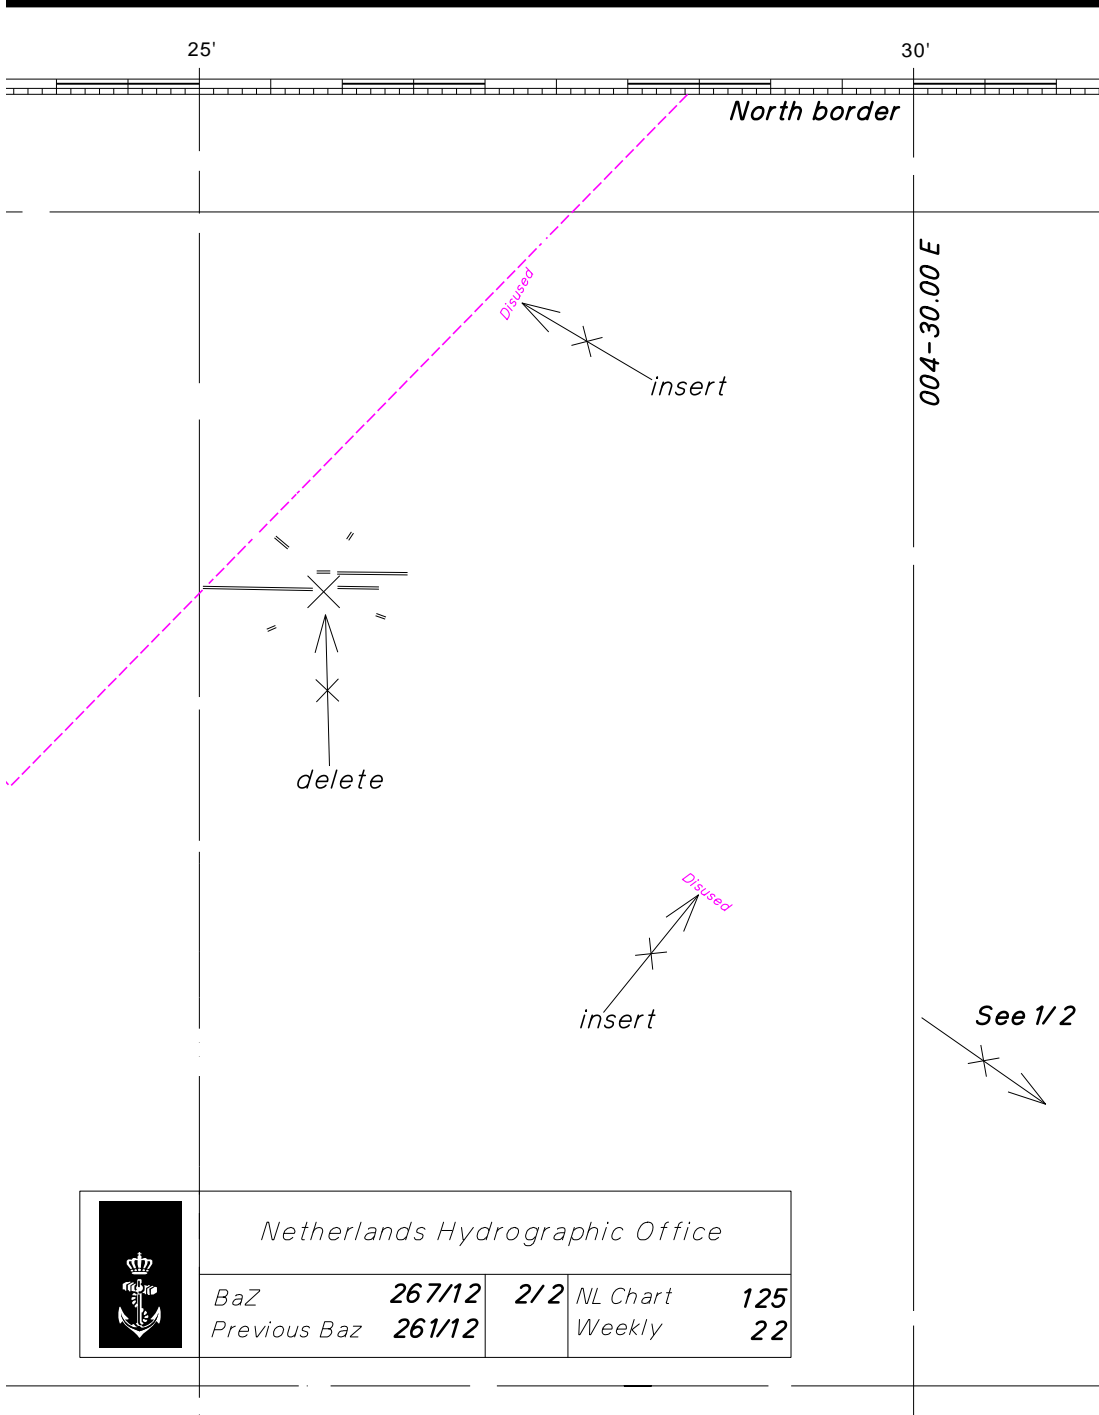 25'
30'
North border
004-30.00 E
Disused
insert
delete
Disused
insert
See 1/2
Netherlands Hydrographic Office
BaZ 267/12 2/2 NL Chart 125
Previous Baz 261/12 Weekly 22